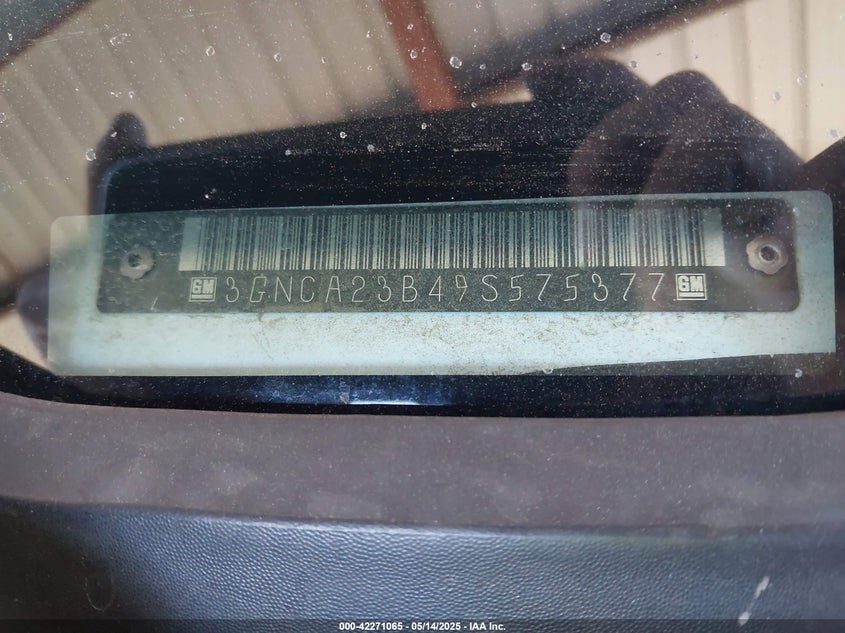 GM 3GNCA23B49S575377 GM
000-42271065 - 05/14/2025 - IAA Inc.